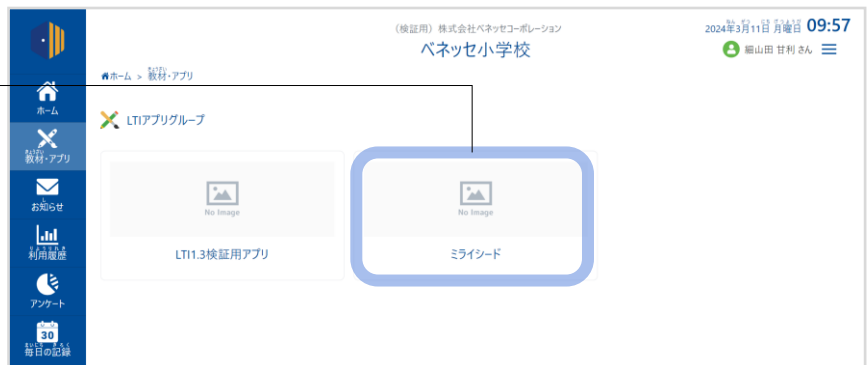 (検証用) 株式会社ベネッセコーポレーション
ベネッセ小学校
2024年3月11日 月曜日 09:57
細山田 甘利 さん
ホーム > 教材・アプリ
LTIアプリグループ
No Image
LTI1.3検証用アプリ
No Image
ミライシード
ホーム
教材・アプリ
お知らせ
利用履歴
アンケート
30
毎日の記録